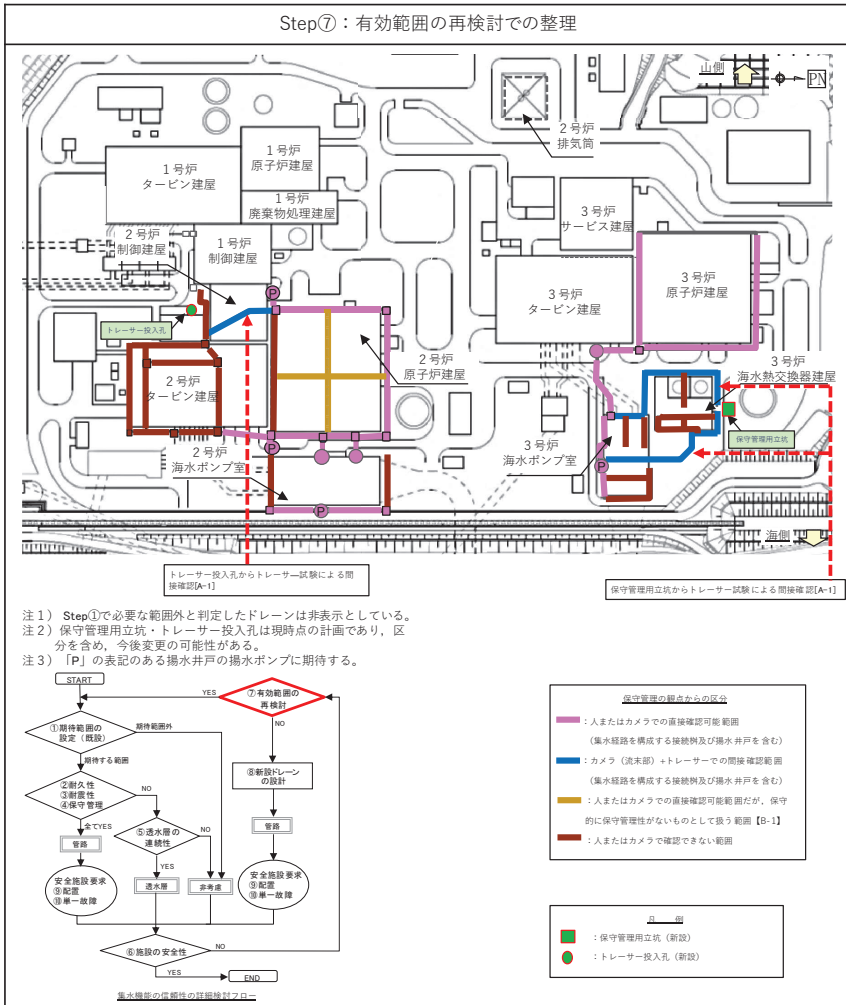 Step⑦：有効範囲の再検討での整理
山側
PN
2号炉
排気筒
1号炉
原子炉建屋
1号炉
タービン建屋
1号炉
廃棄物処理建屋
3号炉
サービス建屋
2号炉
制御建屋
1号炉
制御建屋
3号炉
原子炉建屋
3号炉
タービン建屋
P
トレーサー投入孔
2号炉
原子炉建屋
3号炉
海水熱交換器建屋
2号炉
タービン建屋
保守管理用立坑
3号炉
海水ポンプ室
P
2号炉
海水ポンプ室
P
P
海側
トレーサー投入孔からトレーサー試験による間
接確認[A-1]
保守管理用立坑からトレーサー試験による間接確認[A-1]
注1） Step①で必要な範囲外と判定したドレーンは非表示としている。
注2）保守管理用立坑・トレーサー投入孔は現時点の計画であり，区
分を含め，今後変更の可能性がある。
注3）「P」の表記のある揚水井戸の揚水ポンプに期待する。
START
YES
⑦有効範囲の
再検討
NO
①期待範囲の
設定（既設）
期待範囲外
期待する範囲
②耐久性
③耐震性
④保守管理
NO
⑧新設ドレーン
の設計
全てYES
⑤透水層の
連続性
NO
管路
管路
YES
安全施設要求
⑨配置
⑩単一故障
透水層
非考慮
安全施設要求
⑨配置
⑩単一故障
⑥施設の安全性
NO
YES
END
集水機能の信頼性の詳細検討フロー
保守管理の観点からの区分
：人またはカメラでの直接確認可能範囲
（集水経路を構成する接続桝及び揚水井戸を含む）
：カメラ（流末部）+トレーサーでの間接確認範囲
（集水経路を構成する接続桝及び揚水井戸を含む）
：人またはカメラでの直接確認可能範囲だが，保守
的に保守管理性がないものとして扱う範囲【B-1】
：人またはカメラで確認できない範囲
凡 例
：保守管理用立坑（新設）
：トレーサー投入孔（新設）